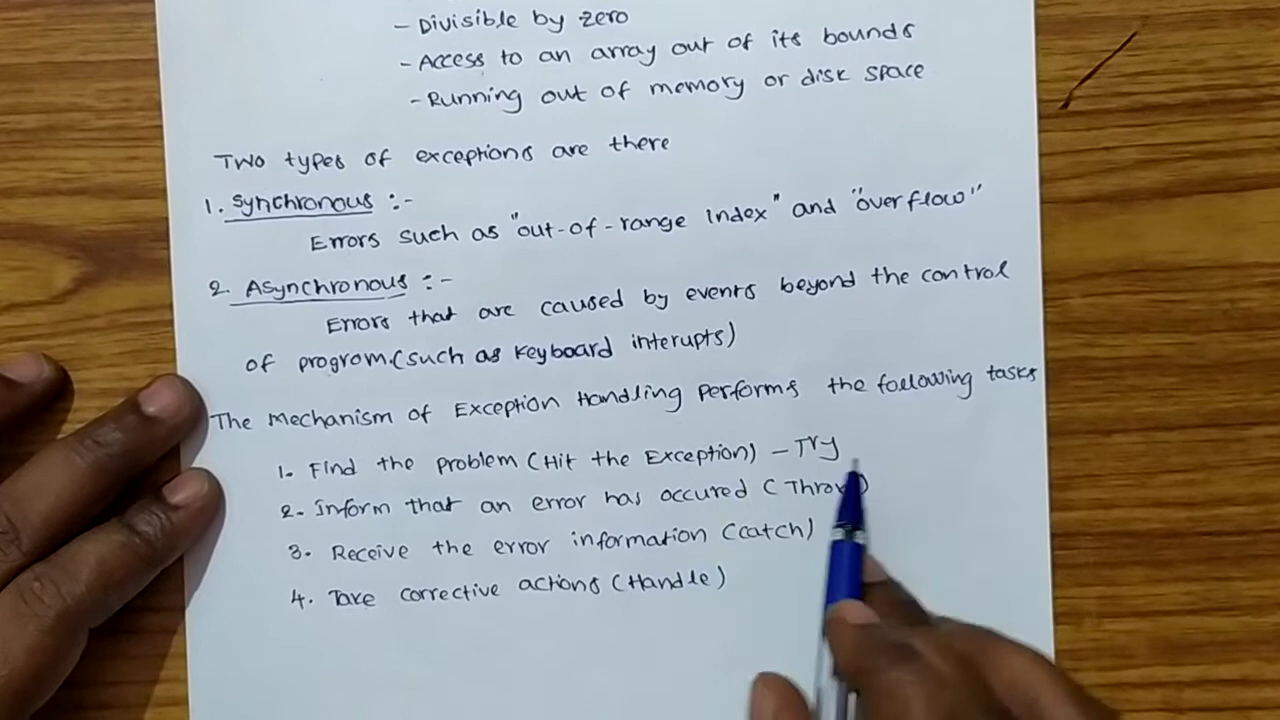 - Divisible by zero
- Access to an array out of its bounds
- Running out of memory or disk space
Two types of exceptions are there
1. Synchronous :-
Errors such as "out-of-range index" and "overflow"
2. Asynchronous :-
Errors that are caused by events beyond the control
of program.(such as keyboard interupts)
The mechanism of Exception Handling performs the following tasks
1. Find the problem (Hit the Exception) - Try
2. Inform that an error has occured (Throw)
3. Receive the error information (catch)
4. Take corrective actions (Handle)